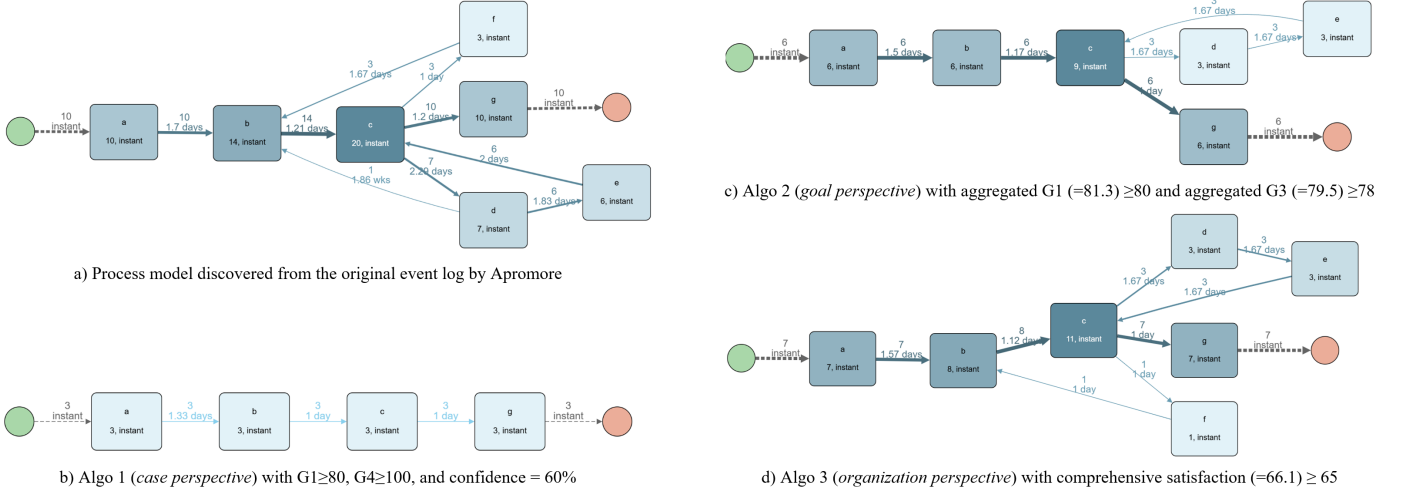 f
3, instant
3
1.67 days
3
1 day
10
instant
a
10, instant
10
1.7 days
b
14, instant
14
1.21 days
c
20, instant
10
1.2 days
g
10, instant
10
instant
6
2 days
7
2.29 days
1
1.86 wks
d
7, instant
6
1.83 days
e
6, instant
a) Process model discovered from the original event log by Apromore
3
instant
a
3, instant
3
1.33 days
b
3, instant
3
1 day
c
3, instant
3
1 day
g
3, instant
3
instant
b) Algo 1 (case perspective) with G1≥80, G4≥100, and confidence = 60%
6
instant
a
6, instant
6
1.5 days
b
6, instant
6
1.17 days
c
9, instant
3
1.67 days
3
1.67 days
d
3, instant
3
1.67 days
e
3, instant
6
1 day
g
6, instant
6
instant
c) Algo 2 (goal perspective) with aggregated G1 (=81.3) ≥80 and aggregated G3 (=79.5) ≥78
7
instant
a
7, instant
7
1.57 days
b
8, instant
8
1.12 days
c
11, instant
3
1.67 days
d
3, instant
3
1.67 days
e
3, instant
3
1.67 days
7
1 day
g
7, instant
7
instant
1
1 day
1
1 day
f
1, instant
d) Algo 3 (organization perspective) with comprehensive satisfaction (=66.1) ≥ 65